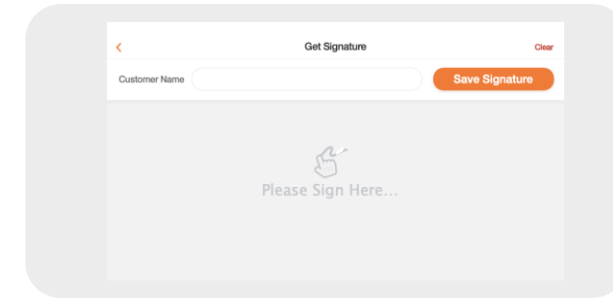 Get Signature
Clear
Customer Name
Save Signature
Please Sign Here...